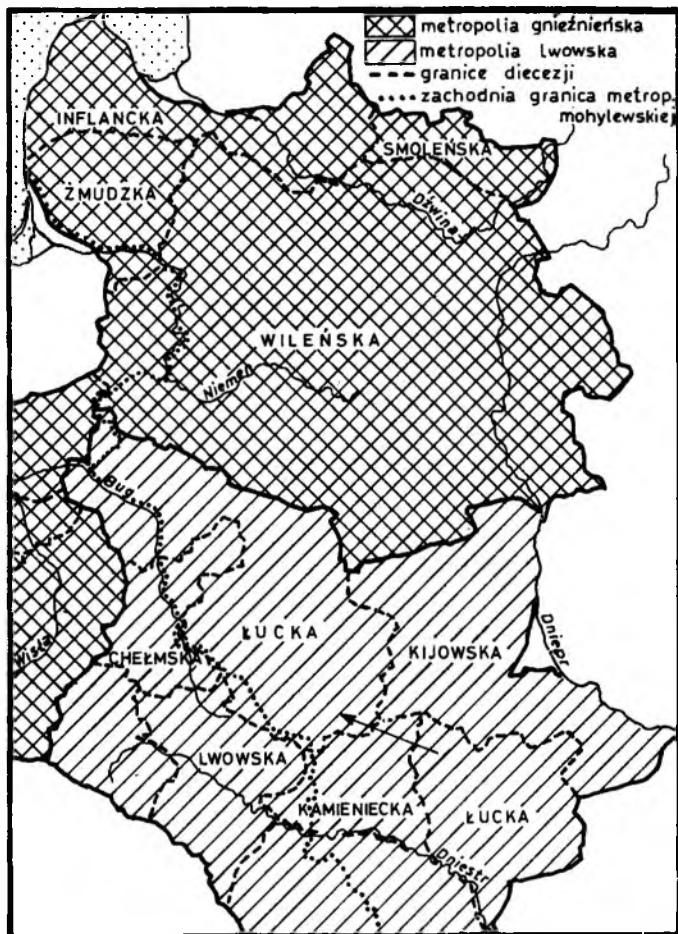 metropolia gnieźnieńska
metropolia lwowska
granice diecezji
zachodnia granica metrop.
mohylewskiej
INFLANCKA
SMOLEŃSKA
ŻMUDZKA
Dźwina
WILEŃSKA
Niemen
Bug
ŁUCKA
Dniepr
Wisła
CHEŁMSKA
KIJOWSKA
LWOWSKA
KAMIENIECKA
ŁUCKA
Dniestr